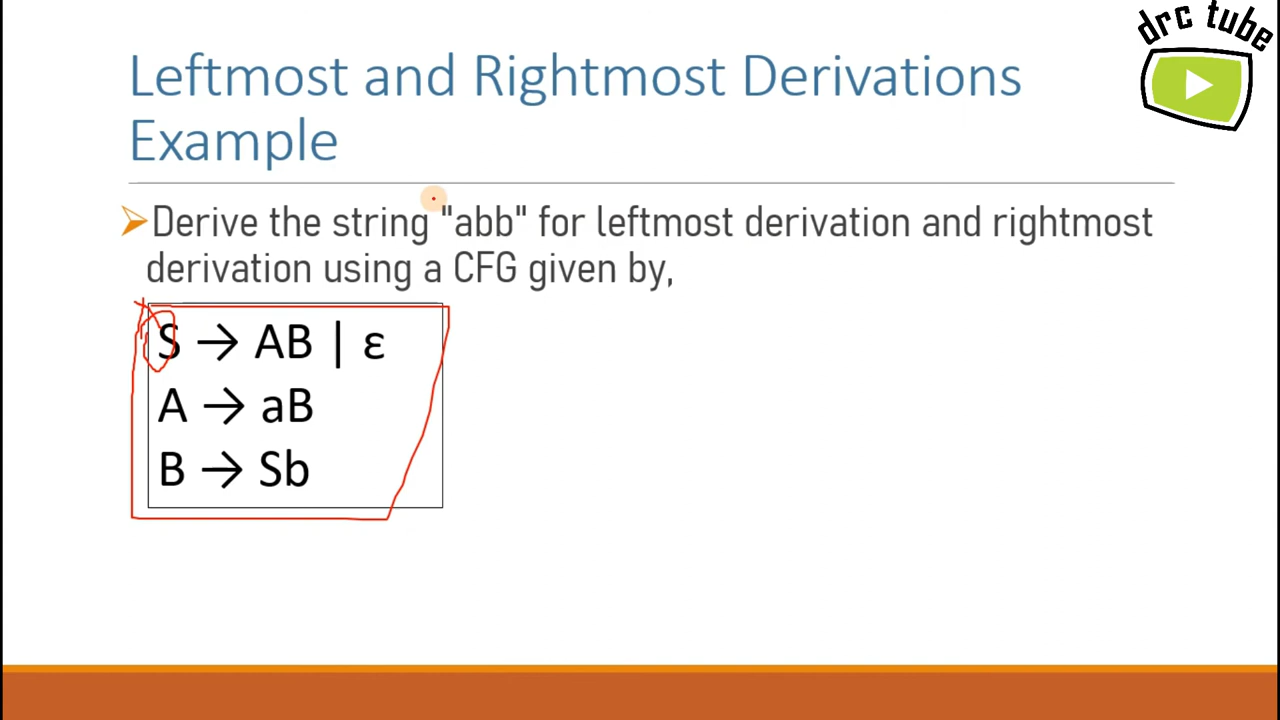 drc tube
Leftmost and Rightmost Derivations
Example
Derive the string "abb" for leftmost derivation and rightmost
derivation using a CFG given by,
S → AB | ε
A → aB
B → Sb